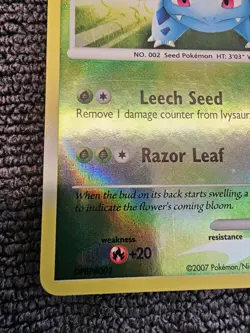 NO. 002 Seed Pokémon HT: 3'03"
Leech Seed
Remove 1 damage counter from Ivysaur
Razor Leaf
When the bud on its back starts swelling, a
to indicate the flower's coming bloom.
weakness
+20
resistance
©2007 Pokémon/Ni